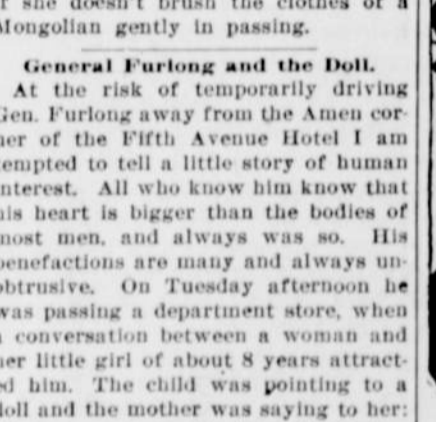 she doesn't brush the clothes of a
Mongolian gently in passing.
General Furlong and the Doll.
At the risk of temporarily driving
Gen. Furlong away from the Amen cor-
ner of the Fifth Avenue Hotel I am
tempted to tell a little story of human
interest. All who know him know that
his heart is bigger than the bodies of
most men, and always was so. His
benefactions are many and always un-
obtrusive. On Tuesday afternoon he
was passing a department store, when
a conversation between a woman and
her little girl of about 8 years attract-
ed him. The child was pointing to a
doll and the mother was saying to her: